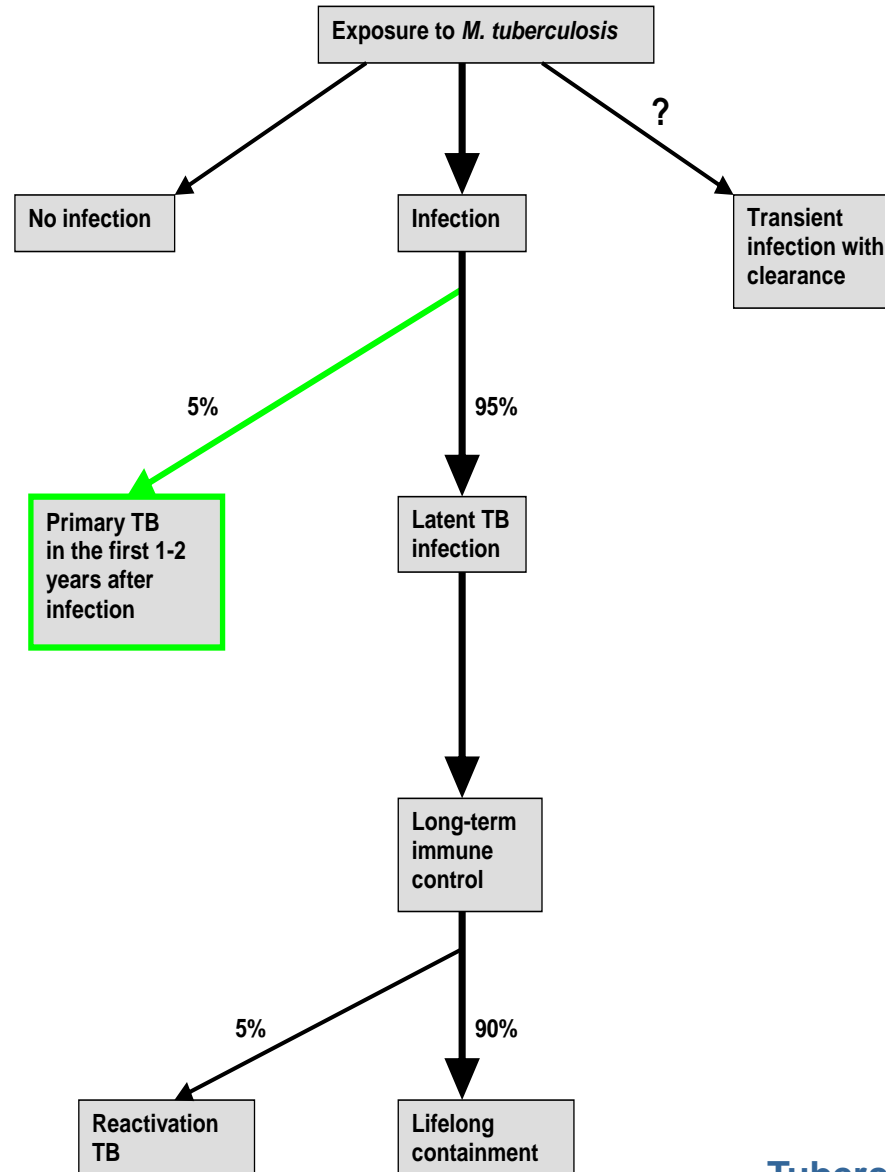 Exposure to M. tuberculosis
?
No infection
Infection
Transient
infection with
clearance
5%
95%
Primary TB
in the first 1-2
years after
infection
Latent TB
infection
Long-term
immune
control
5%
90%
Reactivation
TB
Lifelong
containment